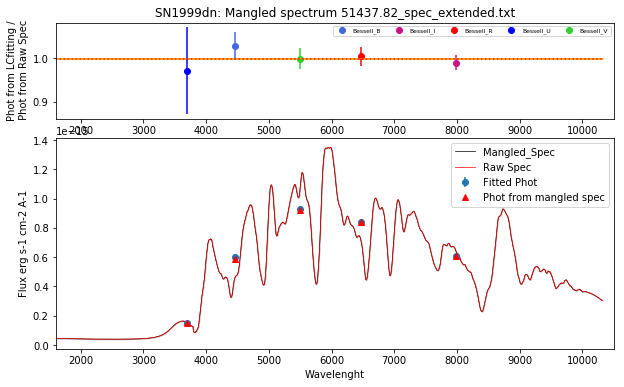 SN1999dn: Mangled spectrum 51437.82_spec_extended.txt
Phot from LCfitting /
Phot from Raw Spec
1.0
0.9
Bessell_B
Bessell_I
Bessell_R
Bessell_U
Bessell_V
2000 3000 4000 5000 6000 7000 8000 9000 10000
1e−15
Flux erg s-1 cm-2 A-1
1.4
1.2
1.0
0.8
0.6
0.4
0.2
0.0
Mangled_Spec
Raw Spec
Fitted Phot
Phot from mangled spec
2000 3000 4000 5000 6000 7000 8000 9000 10000
Wavelenght